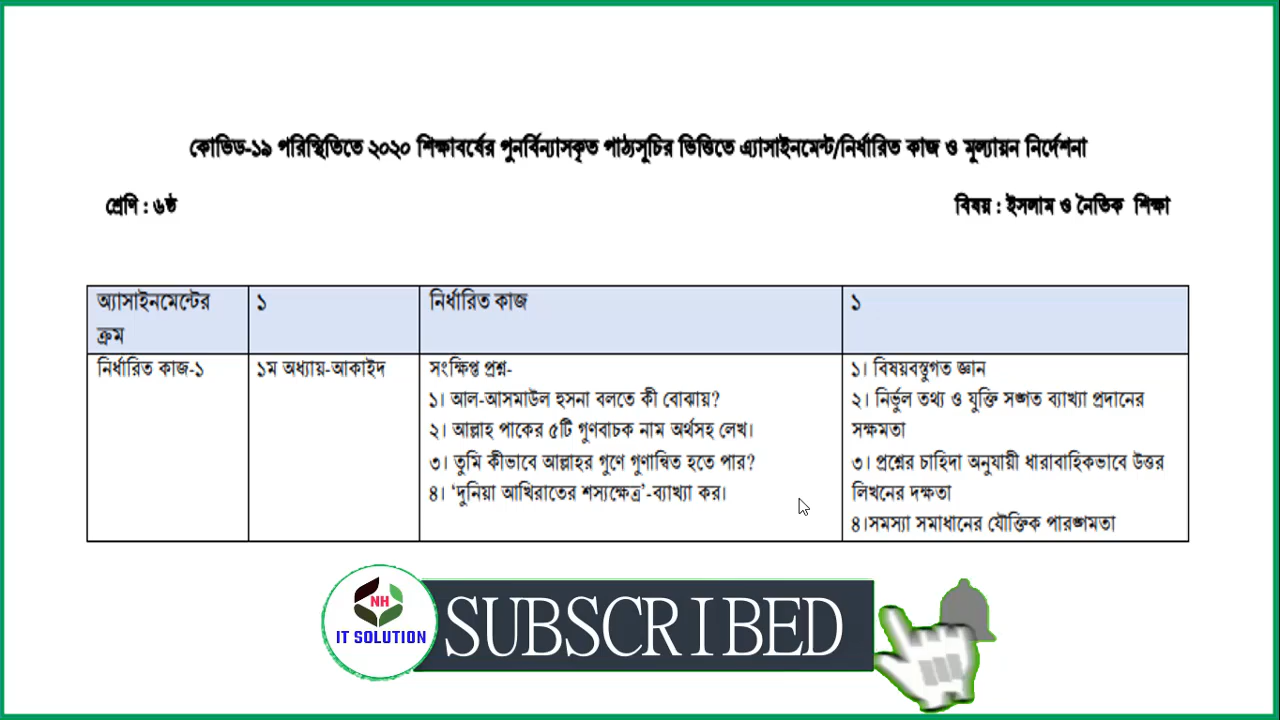 কোভিড-১৯ পরিস্থিতিতে ২০২০ শিক্ষাবর্ষের পুনর্বিন্যাসকৃত পাঠ্যসূচির ভিত্তিতে এ্যাসাইনমেন্ট/নির্ধারিত কাজ ও মূল্যায়ন নির্দেশনা
শ্রেণি : ৬ষ্ঠ
বিষয় : ইসলাম ও নৈতিক শিক্ষা
অ্যাসাইনমেন্টের
ক্রম
১
নির্ধারিত কাজ
১
নির্ধারিত কাজ-১
১ম অধ্যায়-আকাইদ
সংক্ষিপ্ত প্রশ্ন-
১। আল-আসমাউল হুসনা বলতে কী বোঝায়?
২। আল্লাহ পাকের ৫টি গুণবাচক নাম অর্থসহ লেখ।
৩। তুমি কীভাবে আল্লাহর গুণে গুণান্বিত হতে পার?
৪। ‘দুনিয়া আখিরাতের শস্যক্ষেত্র’-ব্যাখ্যা কর।
১। বিষয়বস্তুগত জ্ঞান
২। নির্ভুল তথ্য ও যুক্তি সঙ্গত ব্যাখ্যা প্রদানের
সক্ষমতা
৩। প্রশ্নের চাহিদা অনুযায়ী ধারাবাহিকভাবে উত্তর
লিখনের দক্ষতা
৪।সমস্যা সমাধানের যৌক্তিক পারঙ্গমতা
NH
IT SOLUTION
SUBSCRIBED